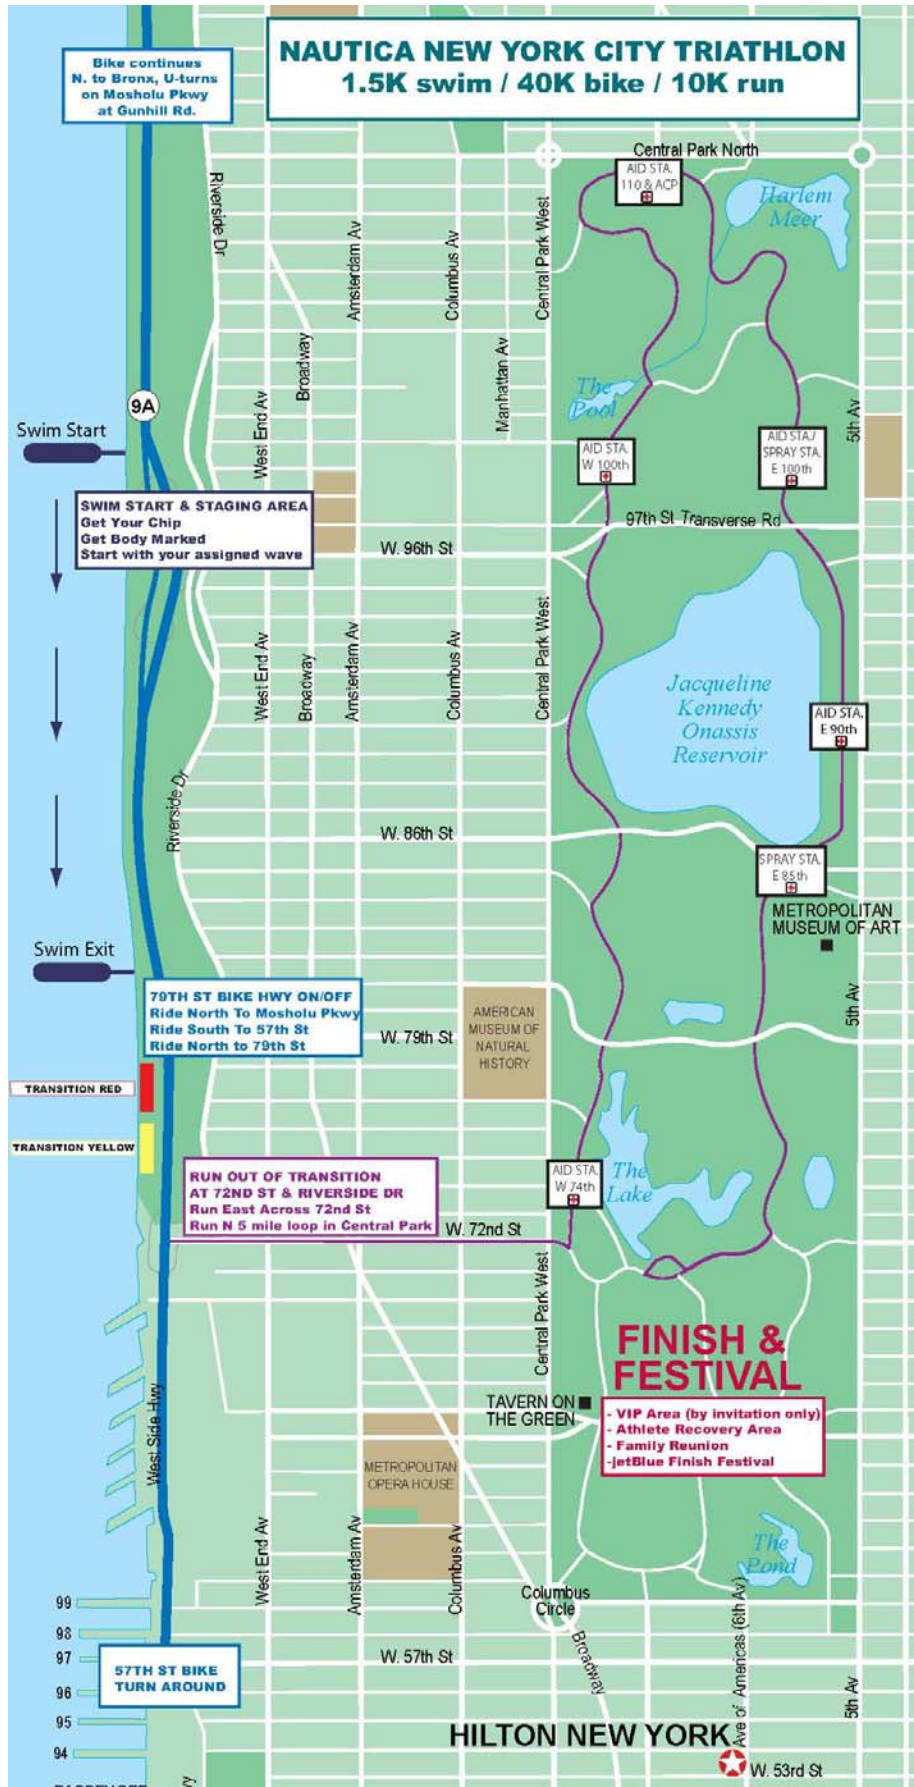 NAUTICA NEW YORK CITY TRIATHLON
1.5K swim / 40K bike / 10K run
Bike continues
N. to Bronx, U-turns
on Mosholu Pkwy
at Gunhill Rd.
Central Park North
AID STA.
110 & ACP
Harlem
Meer
Riverside Dr
Amsterdam Av
Columbus Av
Central Park West
Broadway
Manhattan Av
West End Av
The
Pool
5th Av
9A
Swim Start
AID STA.
W 100th
AID STA./
SPRAY STA.
E 100th
SWIM START & STAGING AREA
Get Your Chip
Get Body Marked
Start with your assigned wave
97th St Transverse Rd
W. 96th St
West End Av
Broadway
Amsterdam Av
Columbus Av
Central Park West
Jacqueline
Kennedy
Onassis
Reservoir
AID STA.
E 90th
Riverside Dr
W. 86th St
SPRAY STA.
E 85th
METROPOLITAN
MUSEUM OF ART
Swim Exit
79TH ST BIKE HWY ON/OFF
Ride North To Mosholu Pkwy
Ride South To 57th St
Ride North to 79th St
W. 79th St
AMERICAN
MUSEUM OF
NATURAL
HISTORY
5th Av
TRANSITION RED
TRANSITION YELLOW
RUN OUT OF TRANSITION
AT 72ND ST & RIVERSIDE DR
Run East Across 72nd St
Run N 5 mile loop in Central Park
AID STA.
W 74th
The
Lake
W. 72nd St
Central Park West
FINISH &
FESTIVAL
TAVERN ON
THE GREEN
- VIP Area (by invitation only)
- Athlete Recovery Area
- Family Reunion
-jetBlue Finish Festival
West Side Hwy
METROPOLITAN
OPERA HOUSE
West End Av
Amsterdam Av
Columbus Av
The
Pond
Columbus
Circle
99
98
97
96
95
94
W. 57th St
57TH ST BIKE
TURN AROUND
Broadway
Ave of Americas (6th Av)
5th Av
HILTON NEW YORK
W. 53rd St